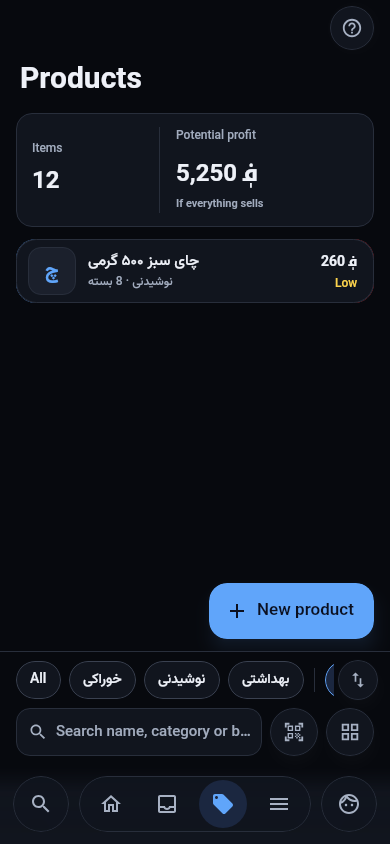 Products
Items
12
Potential profit
5,250 ؋
If everything sells
چ
چای سبز ۵۰۰ گرمی
نوشیدنی · 8 بسته
260 ؋
Low
New product
All
خوراکی
نوشیدنی
بهداشتی
Search name, category or b…